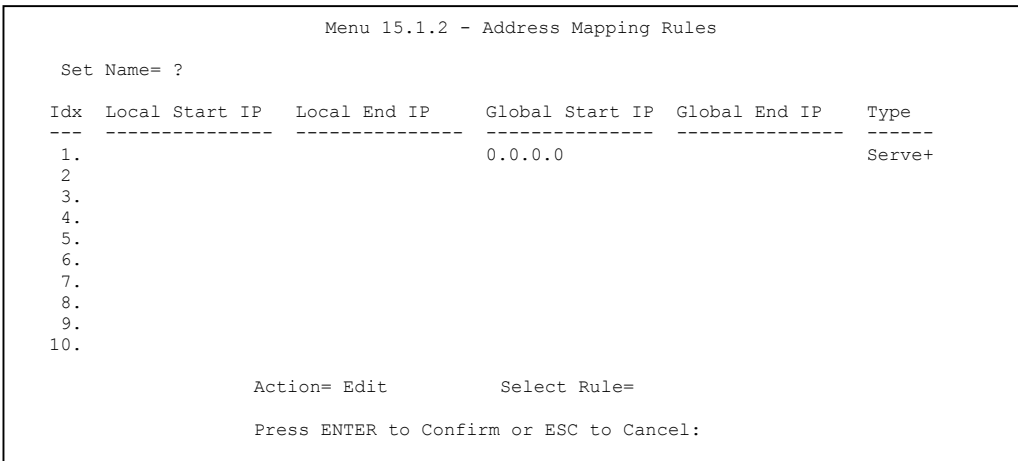 Menu 15.1.2 - Address Mapping Rules
Set Name= ?
Idx  Local Start IP   Local End IP     Global Start IP  Global End IP    Type
---  ---------------  ---------------  ---------------  ---------------  ------
1.                                     0.0.0.0                           Serve+
2
3.
4.
5.
6.
7.
8.
9.
10.
Action= Edit          Select Rule=
Press ENTER to Confirm or ESC to Cancel: